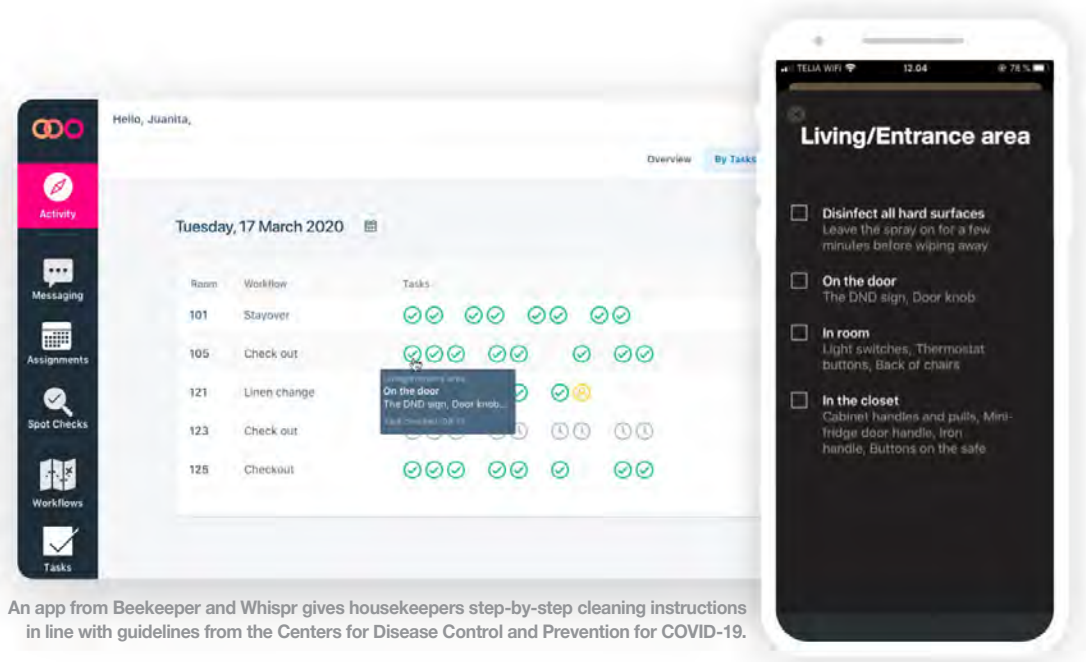 Hello, Juanita,
Overview By Tasks
Activity
Messaging
Assignments
Spot Checks
Workflows
Tasks
Tuesday, 17 March 2020
Room Workflow Tasks
101 Stayover
105 Check out
121 Linen change
123 Check out
125 Checkout
Living/Entrance area
On the door
The DND sign, Door knob...
TELIA WIFI 12.04 78 %
Living/Entrance area
Disinfect all hard surfaces
Leave the spray on for a few
minutes before wiping away
On the door
The DND sign, Door knob
In room
Light switches, Thermostat
buttons, Back of chairs
In the closet
Cabinet handles and pulls, Mini-
fridge door handle, Iron
handle, Buttons on the safe
An app from Beekeeper and Whispr gives housekeepers step-by-step cleaning instructions
in line with guidelines from the Centers for Disease Control and Prevention for COVID-19.